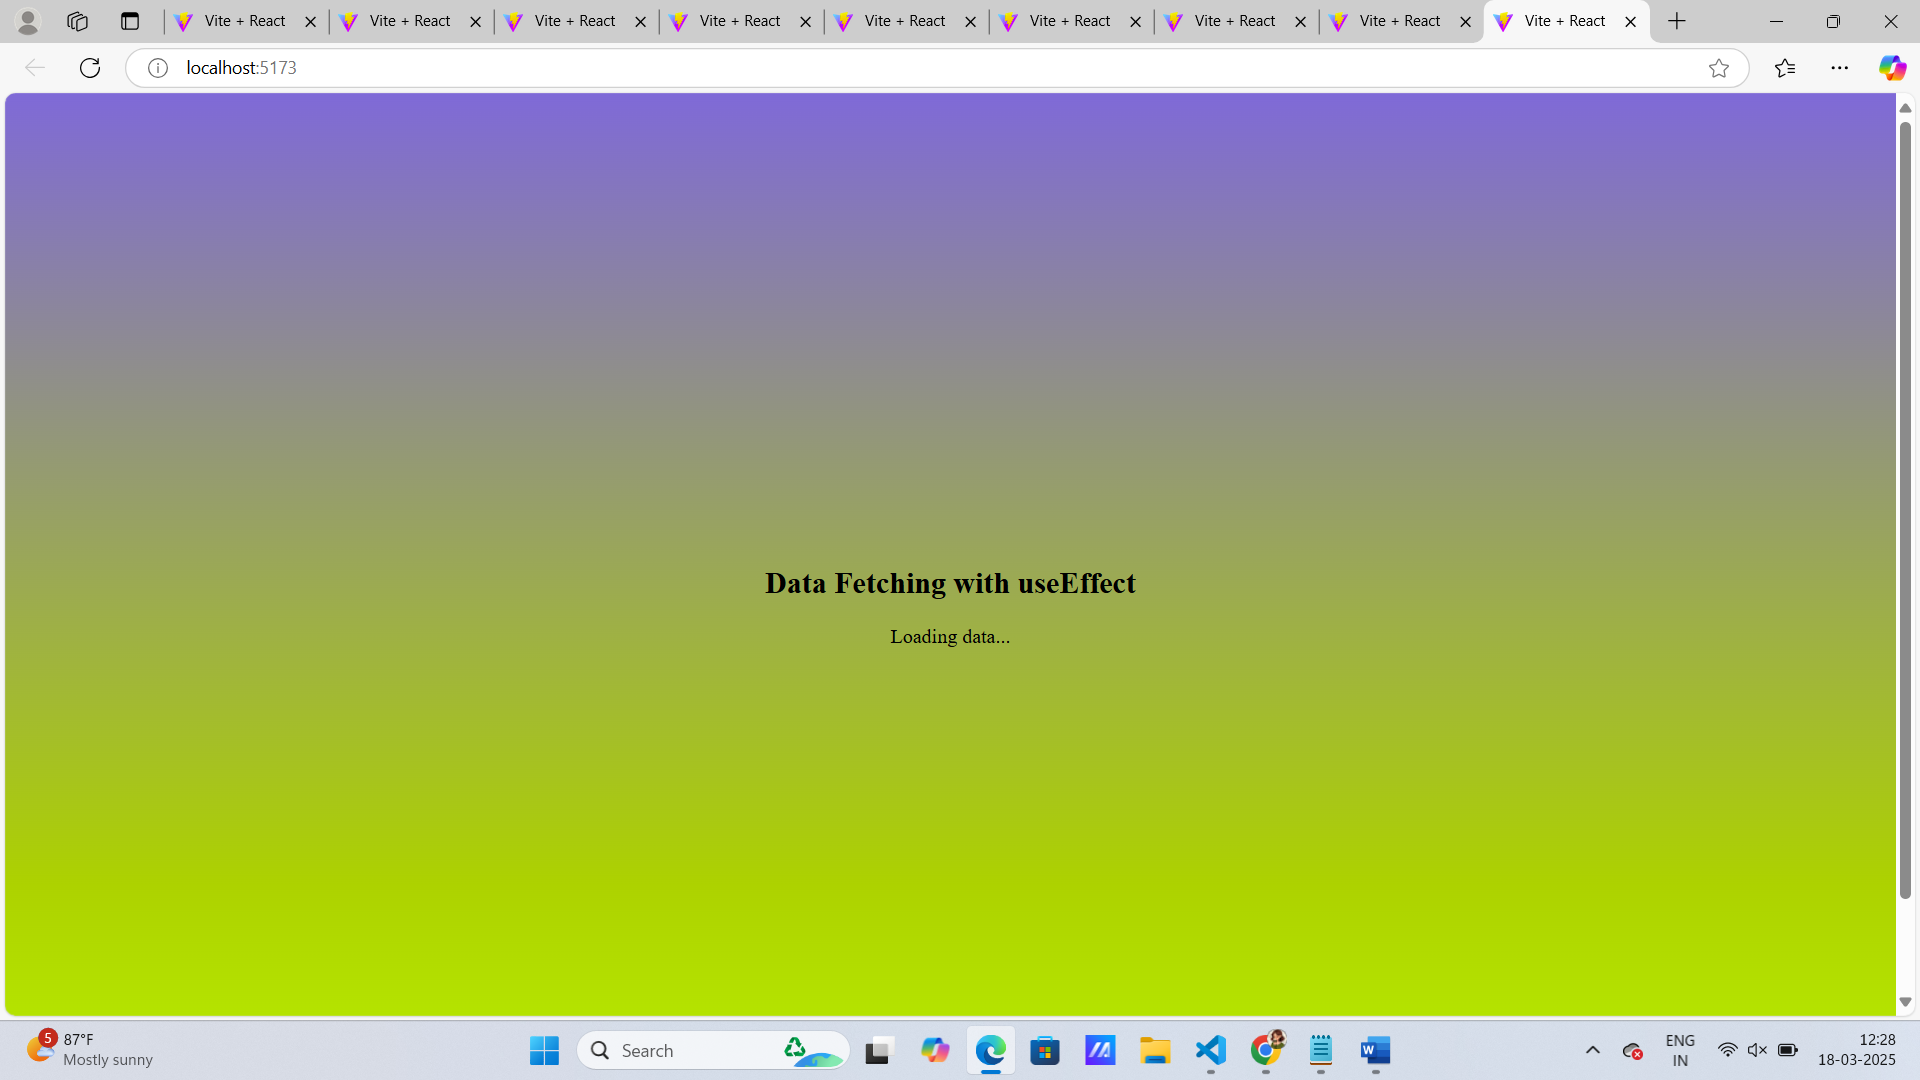 Vite + React
Vite + React
Vite + React
Vite + React
Vite + React
Vite + React
Vite + React
Vite + React
Vite + React
localhost:5173
Data Fetching with useEffect
Loading data...
5
87°F
Mostly sunny
Search
W
ENG
IN
12:28
18-03-2025